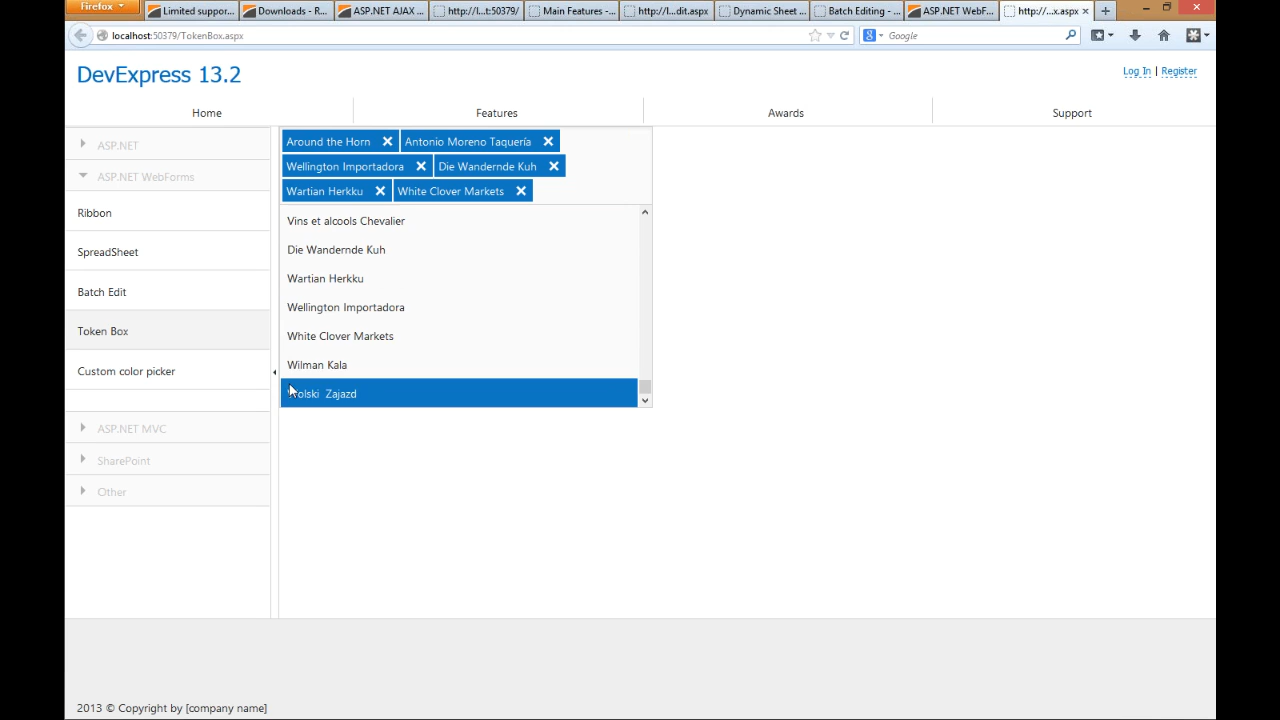 Firefox
Limited suppor...
Downloads - R...
ASP.NET AJAX ...
http://l...t:50379/
Main Features -...
http://l...dit.aspx
Dynamic Sheet ...
Batch Editing - ...
ASP.NET WebF...
http://...x.aspx
localhost:50379/TokenBox.aspx
Google
DevExpress 13.2
Log In | Register
Home
Features
Awards
Support
ASP.NET
ASP.NET WebForms
Ribbon
SpreadSheet
Batch Edit
Token Box
Custom color picker
ASP.NET MVC
SharePoint
Other
Around the Horn
Antonio Moreno Taquería
Wellington Importadora
Die Wandernde Kuh
Wartian Herkku
White Clover Markets
Vins et alcools Chevalier
Die Wandernde Kuh
Wartian Herkku
Wellington Importadora
White Clover Markets
Wilman Kala
Zajazd
2013 © Copyright by [company name]